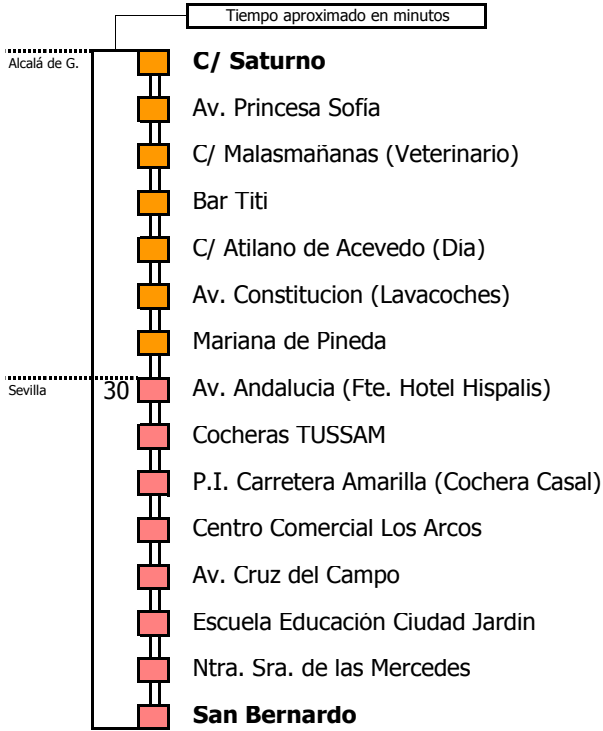 Tiempo aproximado en minutos
Alcalá de G.
C/ Saturno
Av. Princesa Sofía
C/ Malasmañanas (Veterinario)
Bar Titi
C/ Atilano de Acevedo (Dia)
Av. Constitucion (Lavacoches)
Mariana de Pineda
Sevilla
30
Av. Andalucia (Fte. Hotel Hispalis)
Cocheras TUSSAM
P.I. Carretera Amarilla (Cochera Casal)
Centro Comercial Los Arcos
Av. Cruz del Campo
Escuela Educación Ciudad Jardín
Ntra. Sra. de las Mercedes
San Bernardo